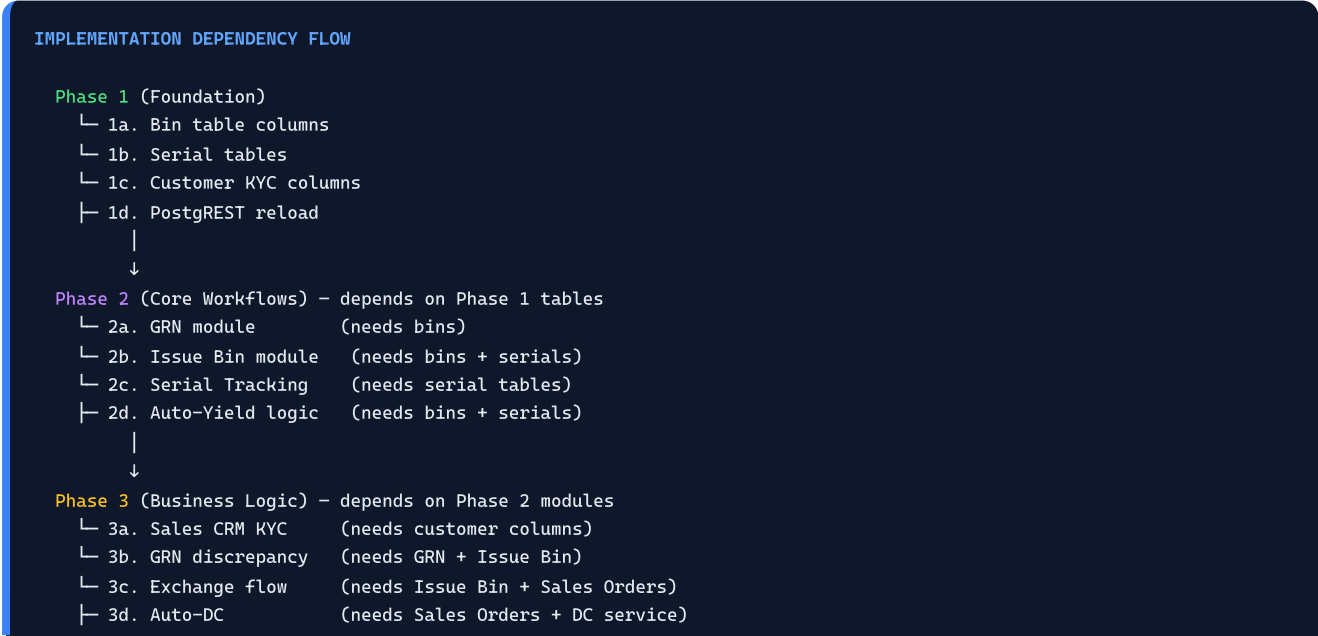 IMPLEMENTATION DEPENDENCY FLOW
Phase 1 (Foundation)
└─ 1a. Bin table columns
└─ 1b. Serial tables
└─ 1c. Customer KYC columns
├─ 1d. PostgREST reload
│
↓
Phase 2 (Core Workflows) — depends on Phase 1 tables
└─ 2a. GRN module (needs bins)
└─ 2b. Issue Bin module (needs bins + serials)
└─ 2c. Serial Tracking (needs serial tables)
├─ 2d. Auto-Yield logic (needs bins + serials)
│
↓
Phase 3 (Business Logic) — depends on Phase 2 modules
└─ 3a. Sales CRM KYC (needs customer columns)
└─ 3b. GRN discrepancy (needs GRN + Issue Bin)
└─ 3c. Exchange flow (needs Issue Bin + Sales Orders)
├─ 3d. Auto-DC (needs Sales Orders + DC service)